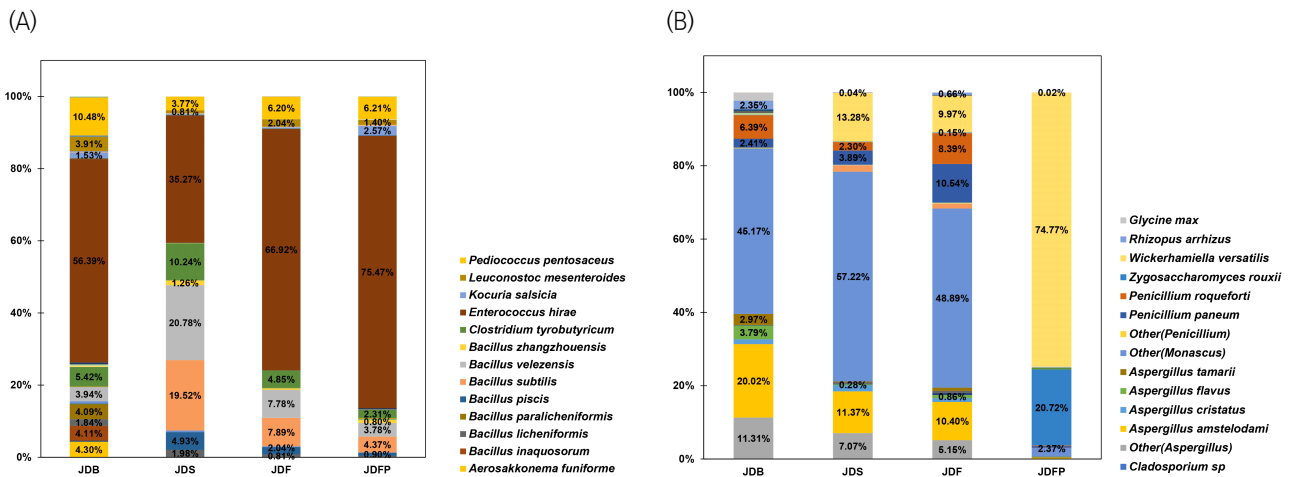 (A)
100%
80%
60%
40%
20%
0%
10.48%
3.91%
1.53%
56.39%
5.42%
3.94%
4.09%
1.84%
4.11%
4.30%
3.77%
0.81%
35.27%
10.24%
1.26%
20.78%
19.52%
4.93%
1.98%
6.20%
2.04%
66.92%
4.85%
7.78%
7.89%
2.04%
0.81%
6.21%
1.40%
2.57%
75.47%
2.31%
0.80%
3.78%
4.37%
0.90%
JDB JDS JDF JDFP
Pediococcus pentosaceus
Leuconostoc mesenteroides
Kocuria salsicia
Enterococcus hirae
Clostridium tyrobutyricum
Bacillus zhangzhouensis
Bacillus velezensis
Bacillus subtilis
Bacillus piscis
Bacillus paralicheniformis
Bacillus licheniformis
Bacillus inaquosorum
Aerosakkonema funiforme
(B)
100%
80%
60%
40%
20%
0%
2.35%
6.39%
2.41%
45.17%
2.97%
3.79%
20.02%
11.31%
0.04%
13.28%
2.30%
3.89%
57.22%
0.28%
11.37%
7.07%
0.66%
9.97%
0.15%
8.39%
10.54%
48.89%
0.86%
10.40%
5.15%
0.02%
74.77%
20.72%
2.37%
JDB JDS JDF JDFP
Glycine max
Rhizopus arrhizus
Wickerhamiella versatilis
Zygosaccharomyces rouxii
Penicillium roqueforti
Penicillium paneum
Other(Penicillium)
Other(Monascus)
Aspergillus tamarii
Aspergillus flavus
Aspergillus cristatus
Aspergillus amstelodami
Other(Aspergillus)
Cladosporium sp